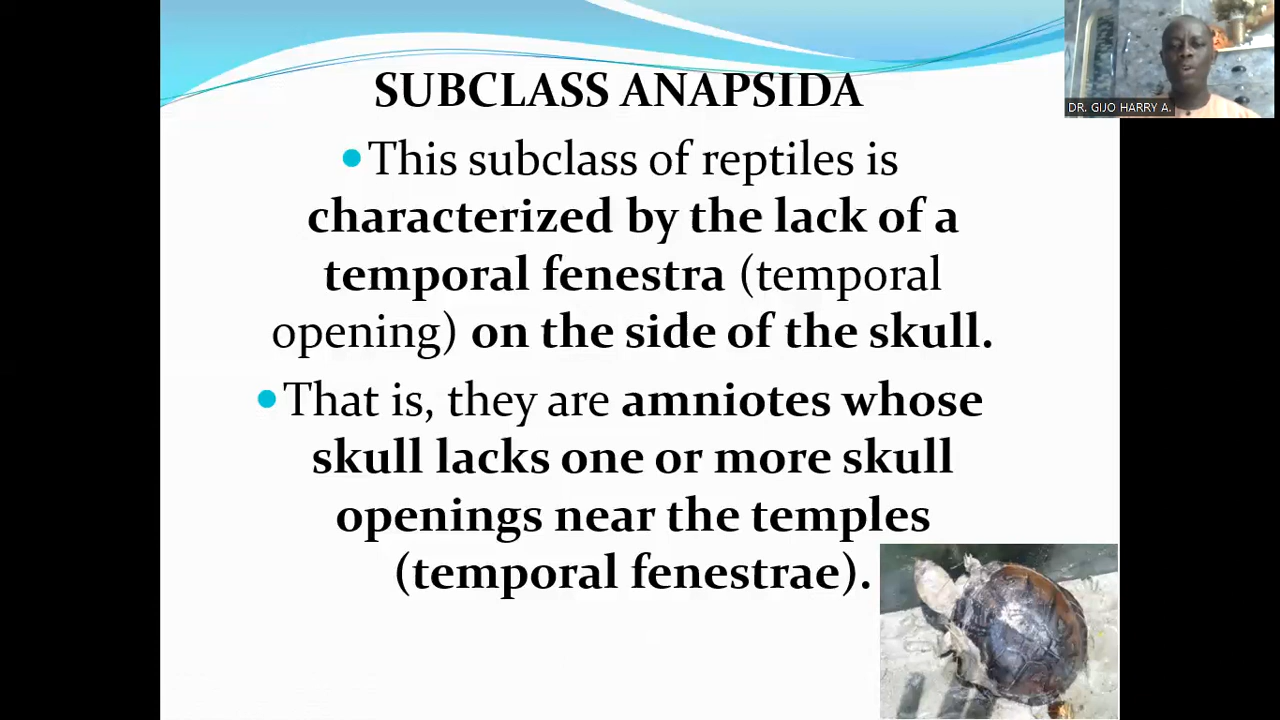 SUBCLASS ANAPSIDA
DR. GIJO HARRY A.
•This subclass of reptiles is
characterized by the lack of a
temporal fenestra (temporal
opening) on the side of the skull.
•That is, they are amniotes whose
skull lacks one or more skull
openings near the temples
(temporal fenestrae).